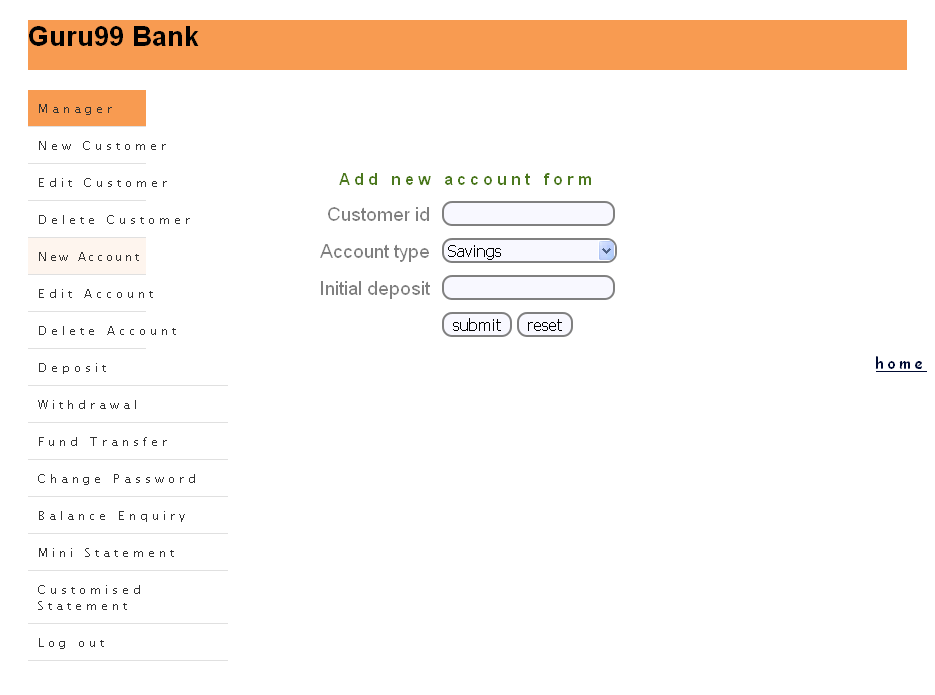 Guru99 Bank
Manager
New Customer
Edit Customer
Delete Customer
New Account
Edit Account
Delete Account
Deposit
Withdrawal
Fund Transfer
Change Password
Balance Enquiry
Mini Statement
Customised
Statement
Log out
Add new account form
Customer id
Account type Savings
Initial deposit
submit reset
home